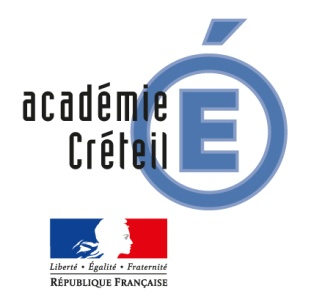 académie
Créteil É
Liberté • Égalité • Fraternité
RÉPUBLIQUE FRANÇAISE